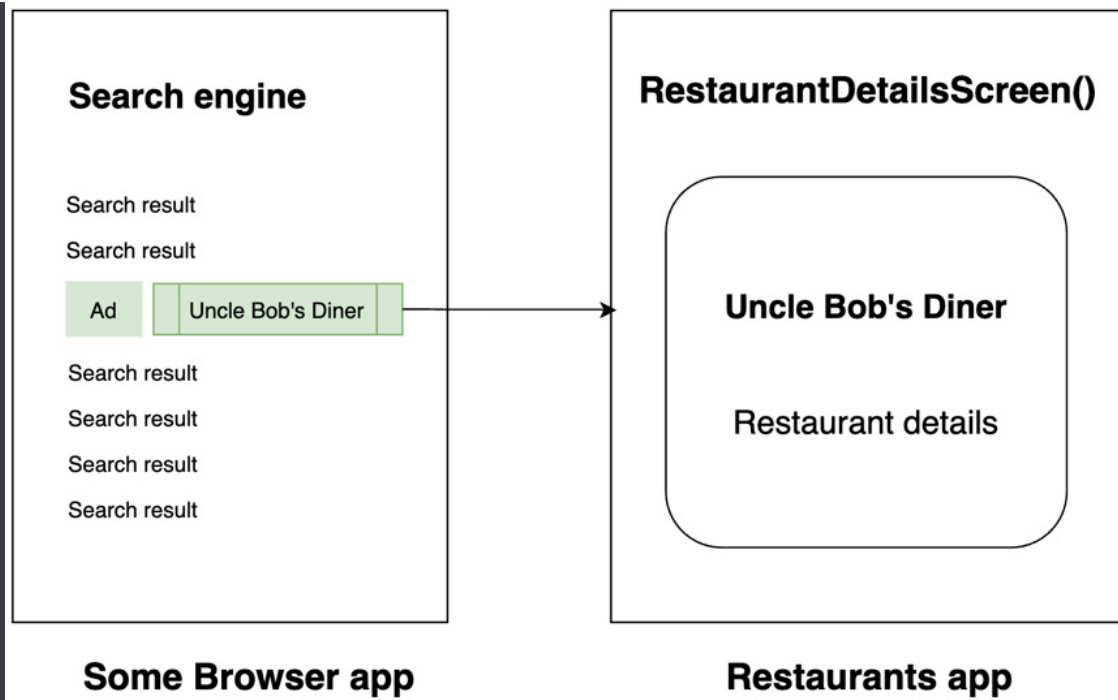 Search engine
Search result
Search result
Ad
Uncle Bob's Diner
Search result
Search result
Search result
Search result
Some Browser app
RestaurantDetailsScreen()
Uncle Bob's Diner
Restaurant details
Restaurants app